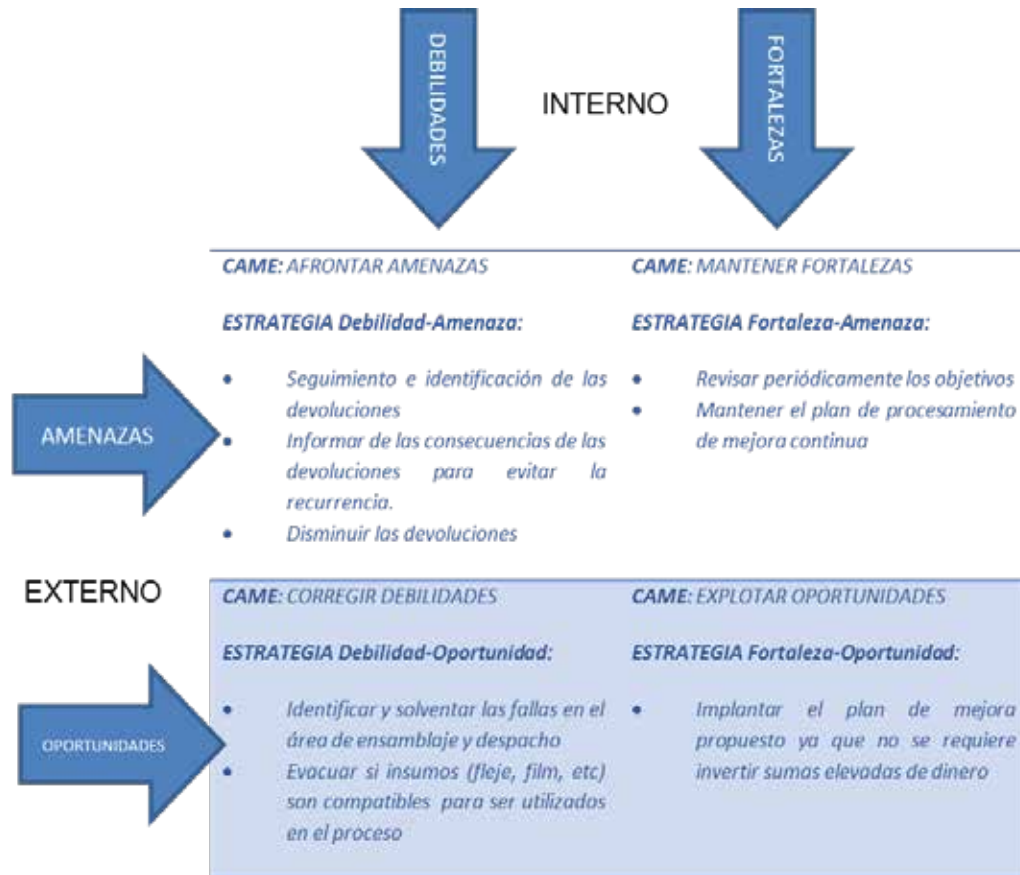 DEBILIDADES
INTERNO
FORTALEZAS
CAME: AFRONTAR AMENAZAS
ESTRATEGIA Debilidad-Amenaza:
• Seguimiento e identificación de las
devoluciones
• Informar de las consecuencias de las
devoluciones para evitar la
recurrencia.
• Disminuir las devoluciones
CAME: MANTENER FORTALEZAS
ESTRATEGIA Fortaleza-Amenaza:
• Revisar periódicamente los objetivos
• Mantener el plan de procesamiento
de mejora continua
AMENAZAS
EXTERNO
CAME: CORREGIR DEBILIDADES
ESTRATEGIA Debilidad-Oportunidad:
• Identificar y solventar las fallas en el
área de ensamblaje y despacho
• Evacuar si insumos (fleje, film, etc)
son compatibles para ser utilizados
en el proceso
CAME: EXPLOTAR OPORTUNIDADES
ESTRATEGIA Fortaleza-Oportunidad:
• Implantar el plan de mejora
propuesto ya que no se requiere
invertir sumas elevadas de dinero
OPORTUNIDADES